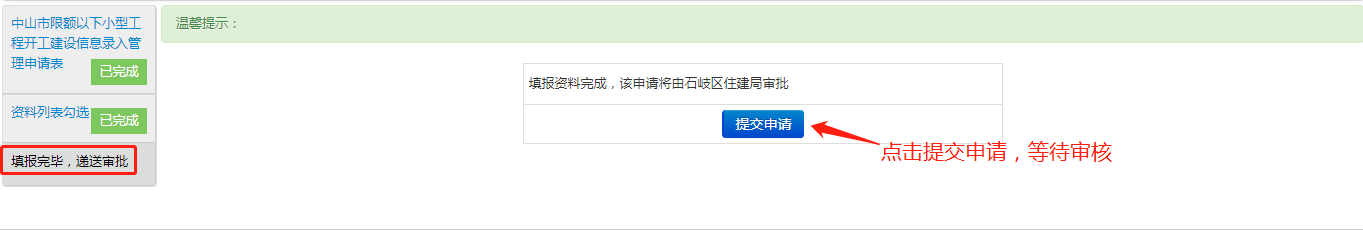 中山市限额以下小型工
程开工建设信息录入管
理申请表
已完成
资料列表勾选
已完成
填报完毕，递送审批
温馨提示：
填报资料完成，该申请将由石岐区住建局审批
提交申请
点击提交申请，等待审核